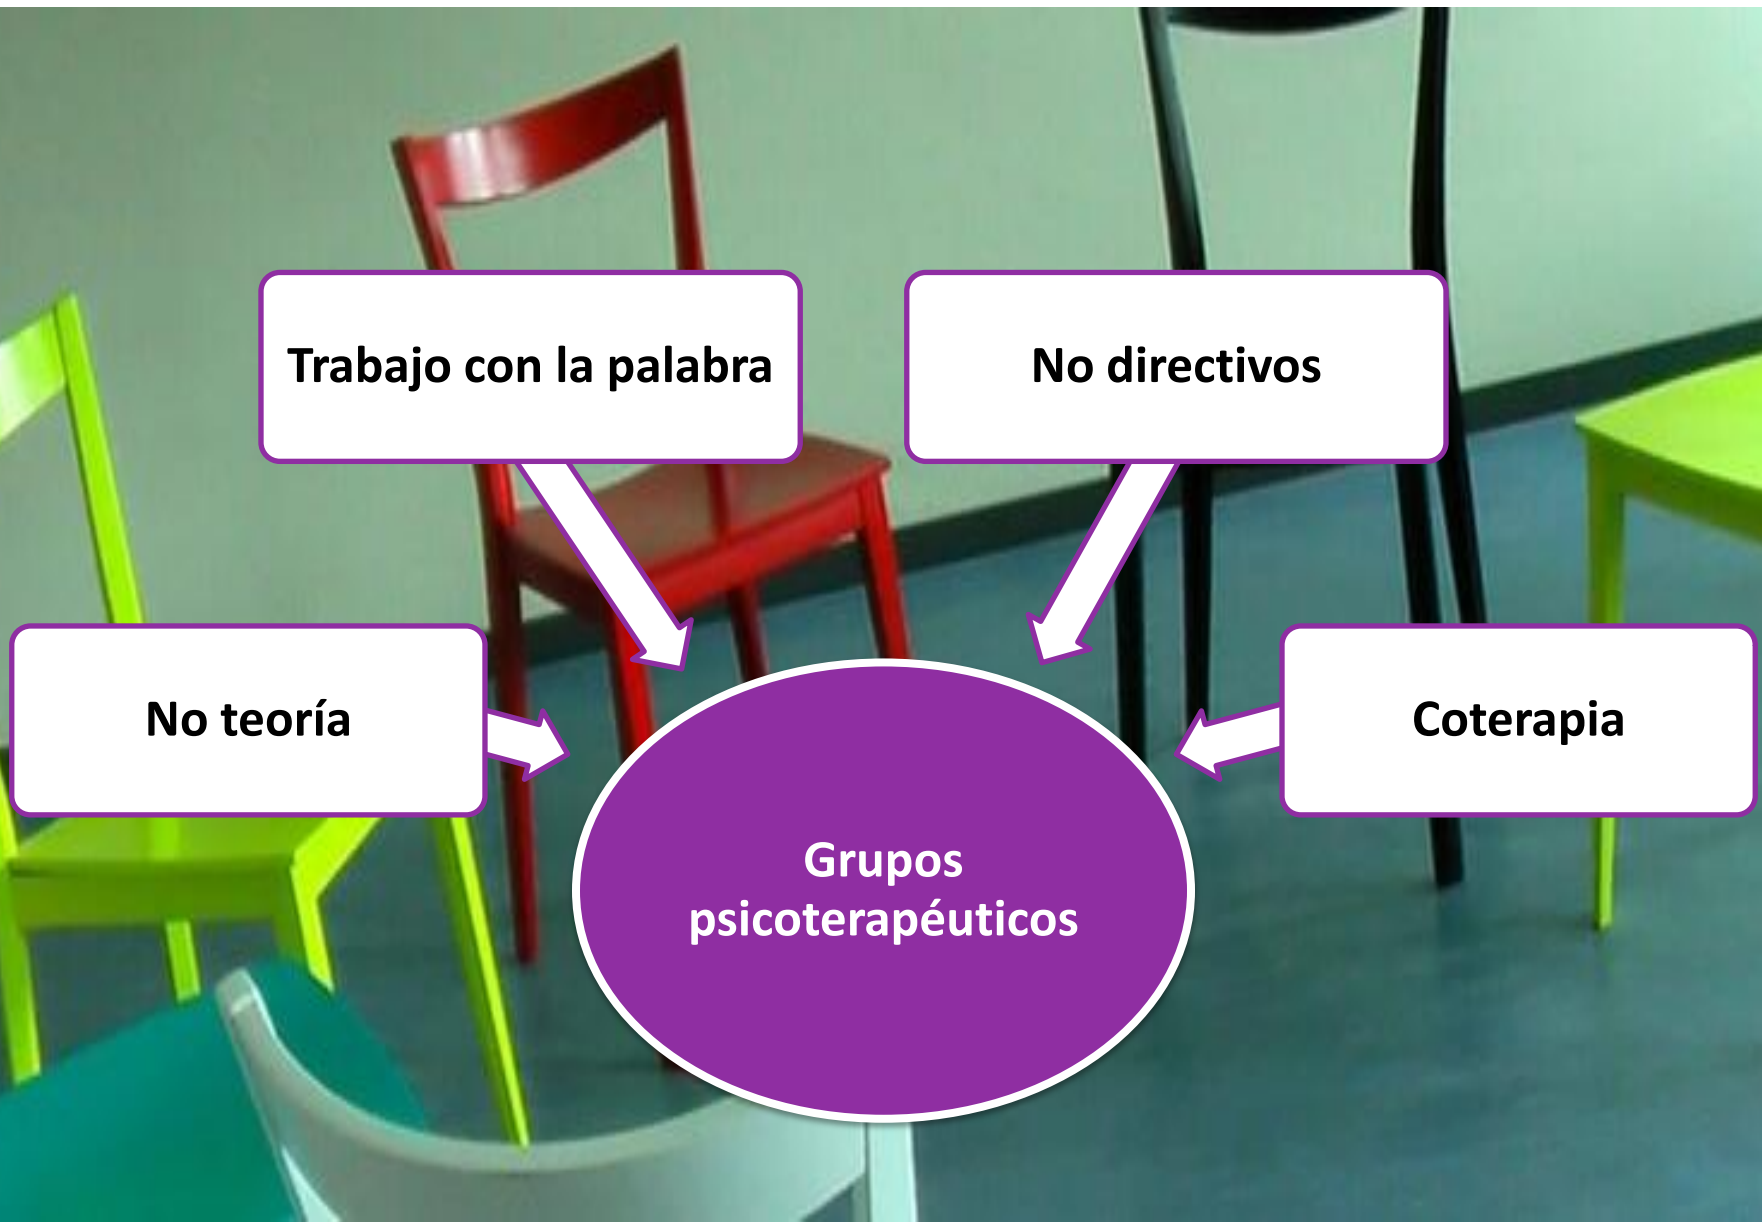 Trabajo con la palabra
No directivos
No teoría
Coterapia
Grupos
psicoterapéuticos